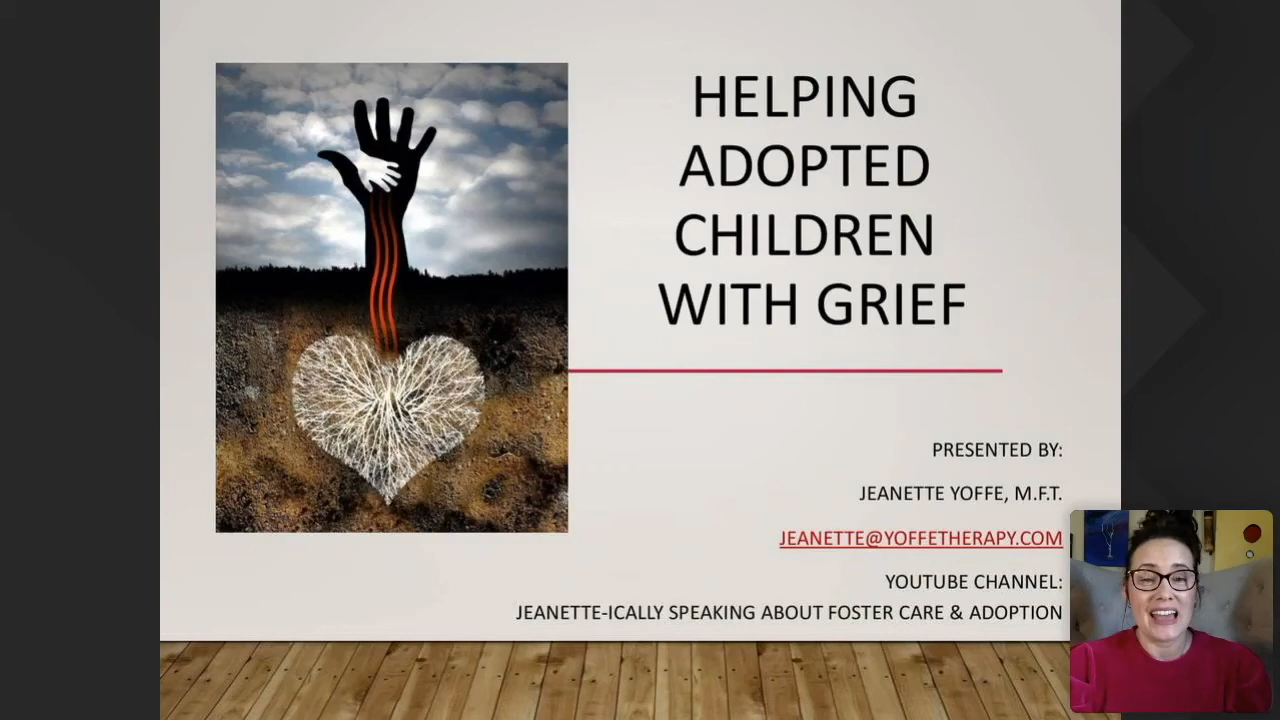 HELPING
ADOPTED
CHILDREN
WITH GRIEF
PRESENTED BY:
JEANETTE YOFFE, M.F.T.
JEANETTE@YOFFETHERAPY.COM
YOUTUBE CHANNEL:
JEANETTE-ICALLY SPEAKING ABOUT FOSTER CARE & ADOPTION